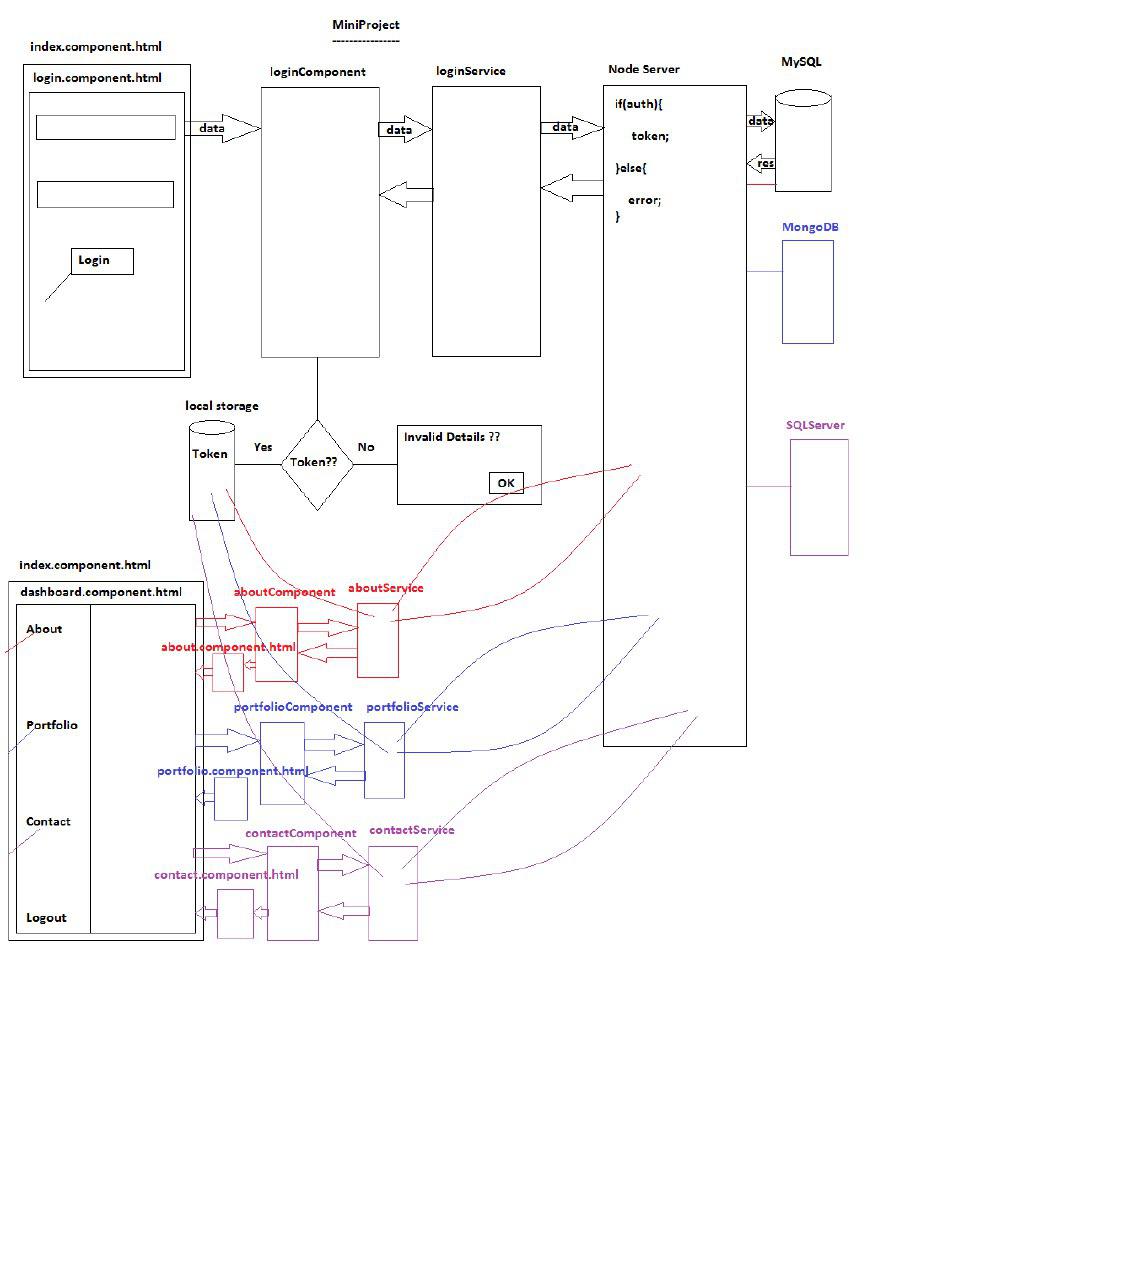 MiniProject
----------------
index.component.html
login.component.html
loginComponent
loginService
Node Server
MySQL
if(auth){
token;
}else{
error;
}
data
data
data
data
res
Login
MongoDB
SQLServer
local storage
Token
Yes
Token??
No
Invalid Details ??
OK
index.component.html
dashboard.component.html
About
Portfolio
Contact
Logout
aboutComponent
aboutService
about.component.html
portfolioComponent
portfolioService
portfolio.component.html
contactComponent
contactService
contact.component.html